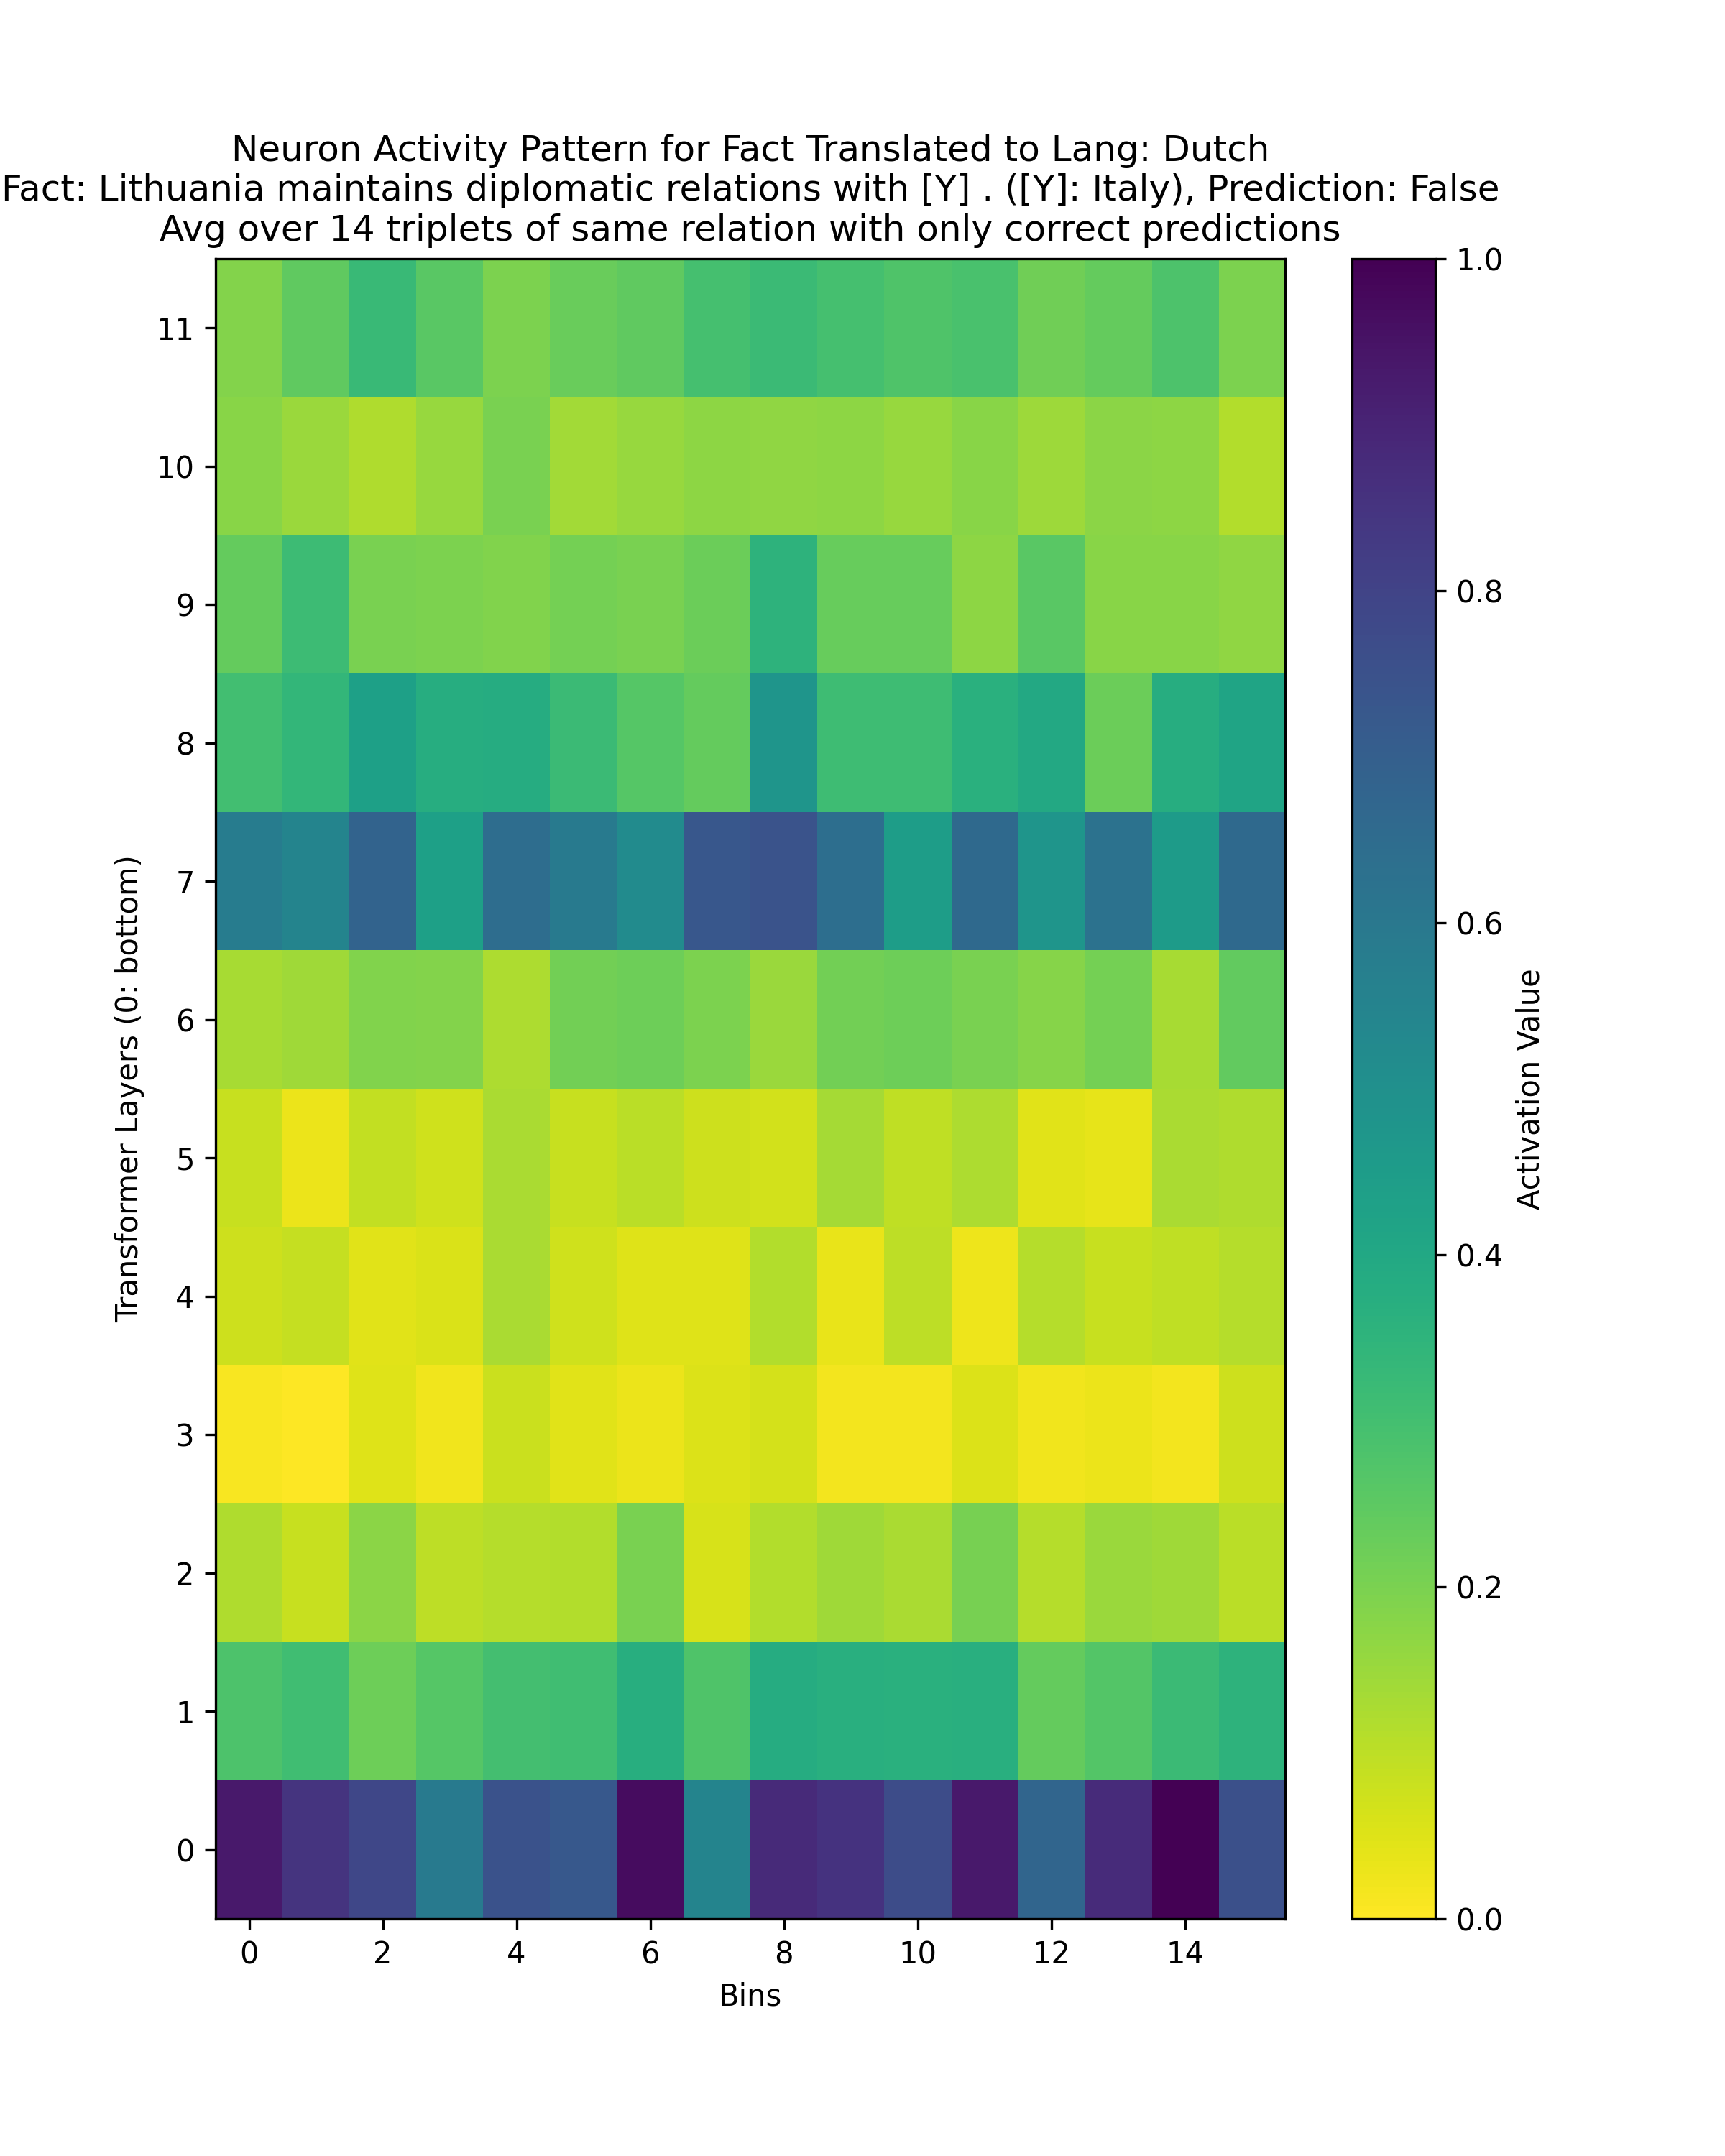 Neuron Activity Pattern for Fact Translated to Lang: Dutch
Fact: Lithuania maintains diplomatic relations with [Y] . ([Y]: Italy), Prediction: False
Avg over 14 triplets of same relation with only correct predictions
Transformer Layers (0: bottom)
11
10
9
8
7
6
5
4
3
2
1
0
0 2 4 6 8 10 12 14
Bins
1.0
0.8
0.6
0.4
0.2
0.0
Activation Value